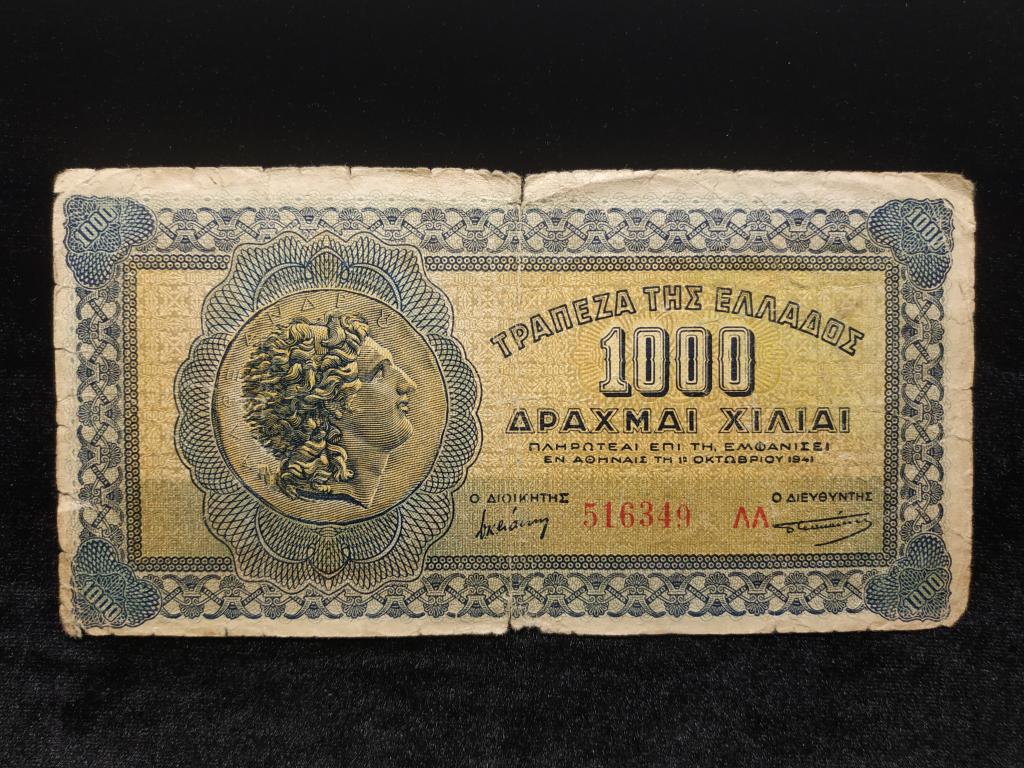 1000
1000
ΤΡΑΠΕΖΑ ΤΗΣ ΕΛΛΑΔΟΣ
1000
ΔΡΑΧΜΑΙ ΧΙΛΙΑΙ
ΠΛΗΡΩΤΕΑΙ ΕΠΙ ΤΗ ΕΜΦΑΝΙΣΕΙ
ΕΝ ΑΘΗΝΑΙΣ ΤΗ 1Η ΟΚΤΩΒΡΙΟΥ 1941
Ο ΔΙΟΙΚΗΤΗΣ
Ο ΔΙΕΥΘΥΝΤΗΣ
516349 ΛΛ
1000
1000